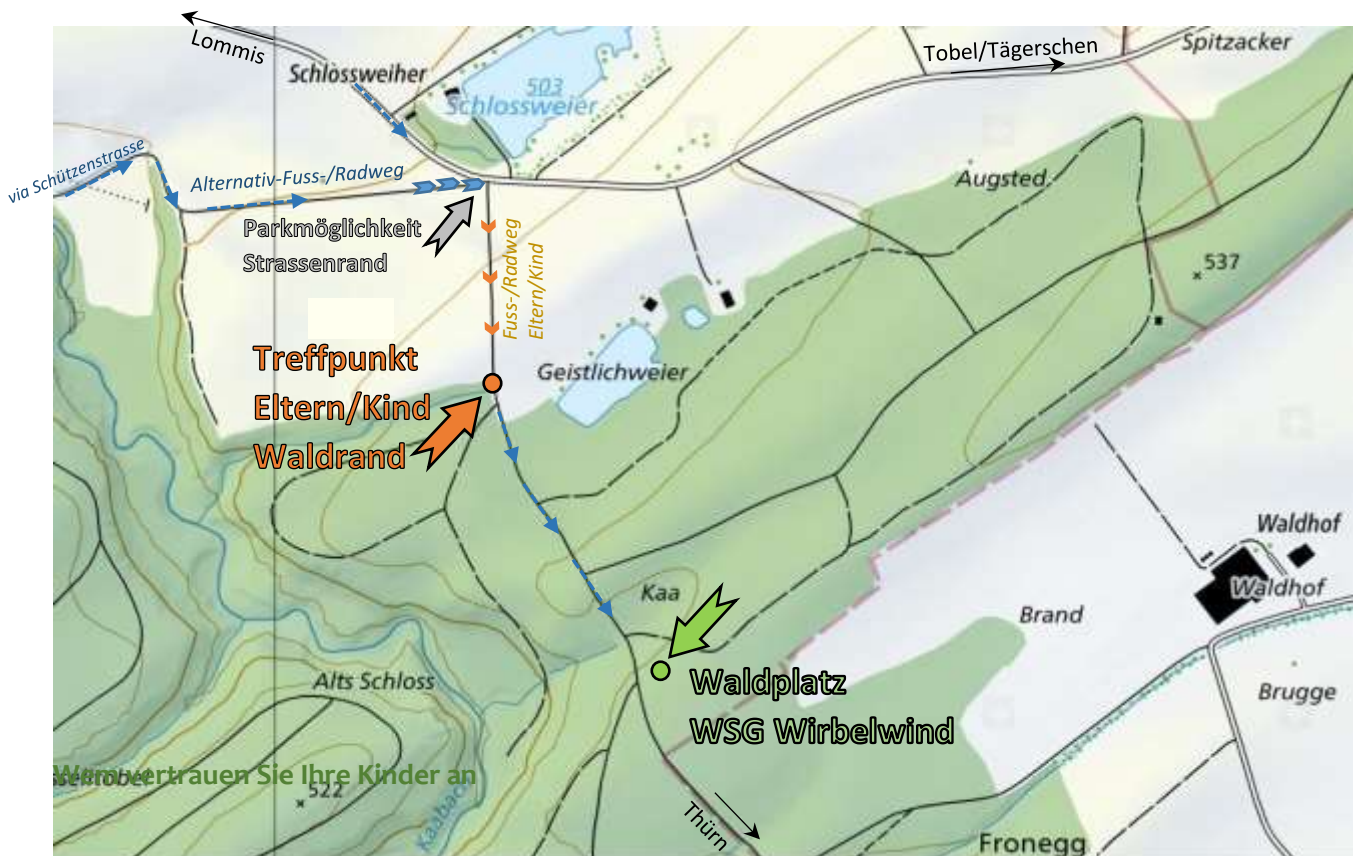 Lommis
Tobel/Tägerschen
Spitzacker
Schlossweiher
503
Schlossweier
via Schützenstrasse
Alternativ-Fuss-/Radweg
Augsted
Parkmöglichkeit
Strassenrand
Fuss-/Radweg
Eltern/Kind
537
Treffpunkt
Eltern/Kind
Waldrand
Geistlichweier
Waldhof
Waldhof
Kaa
Brand
Waldplatz
WSG Wirbelwind
Alts Schloss
Brugge
Wem vertrauen Sie Ihre Kinder an
522
Kaabach
Thürn
Fronegg